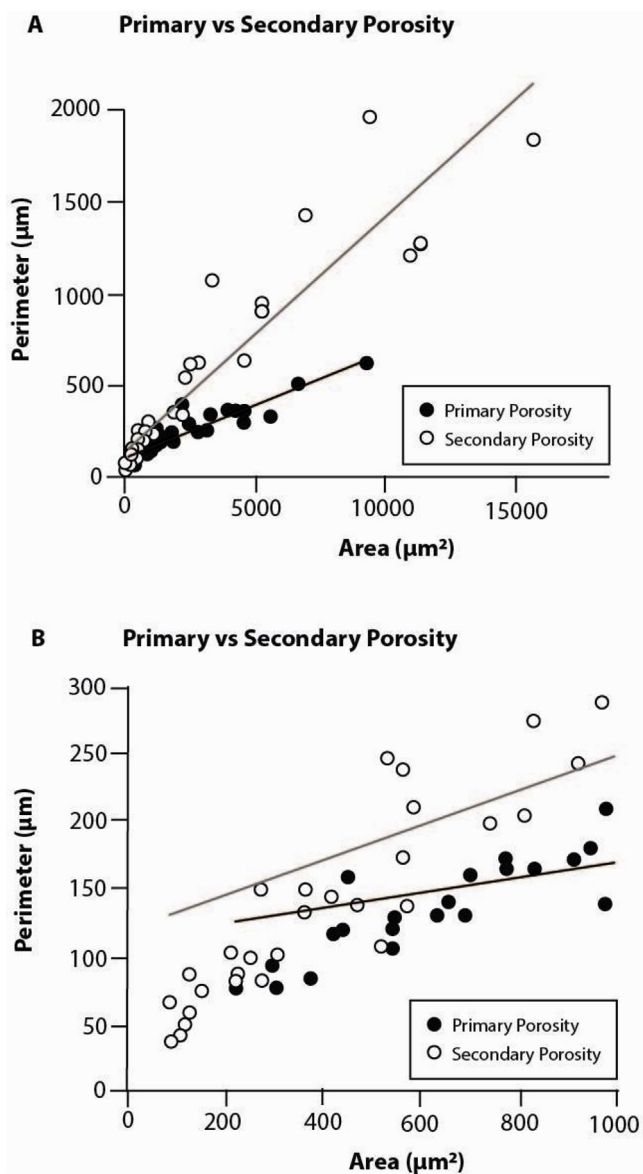 A Primary vs Secondary Porosity
2000
1500
1000
500
0
Perimeter (μm)
Primary Porosity
Secondary Porosity
0 5000 10000 15000
Area (μm²)
B Primary vs Secondary Porosity
300
250
200
150
100
50
0
Perimeter (μm)
Primary Porosity
Secondary Porosity
0 200 400 600 800 1000
Area (μm²)